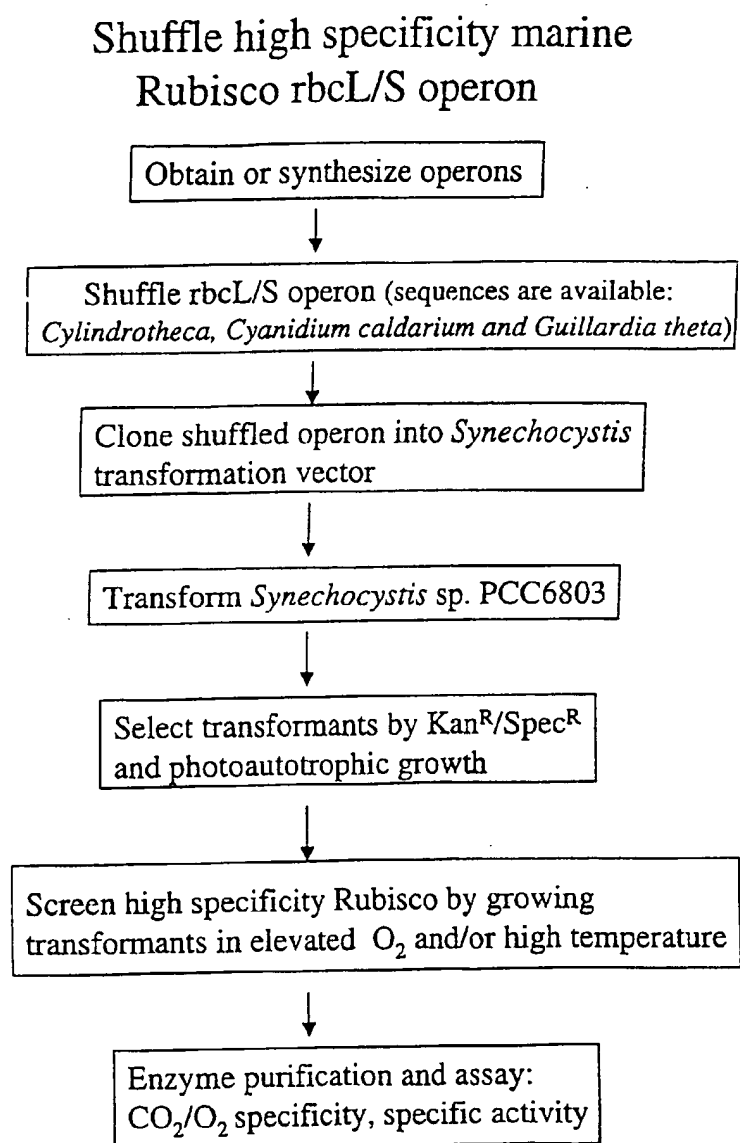 Shuffle high specificity marine
Rubisco rbcL/S operon
Obtain or synthesize operons
Shuffle rbcL/S operon (sequences are available:
Cylindrotheca, Cyanidium caldarium and Guillardia theta)
Clone shuffled operon into Synechocystis
transformation vector
Transform Synechocystis sp. PCC6803
Select transformants by Kanᴿ/Specᴿ
and photoautotrophic growth
Screen high specificity Rubisco by growing
transformants in elevated O₂ and/or high temperature
Enzyme purification and assay:
CO₂/O₂ specificity, specific activity